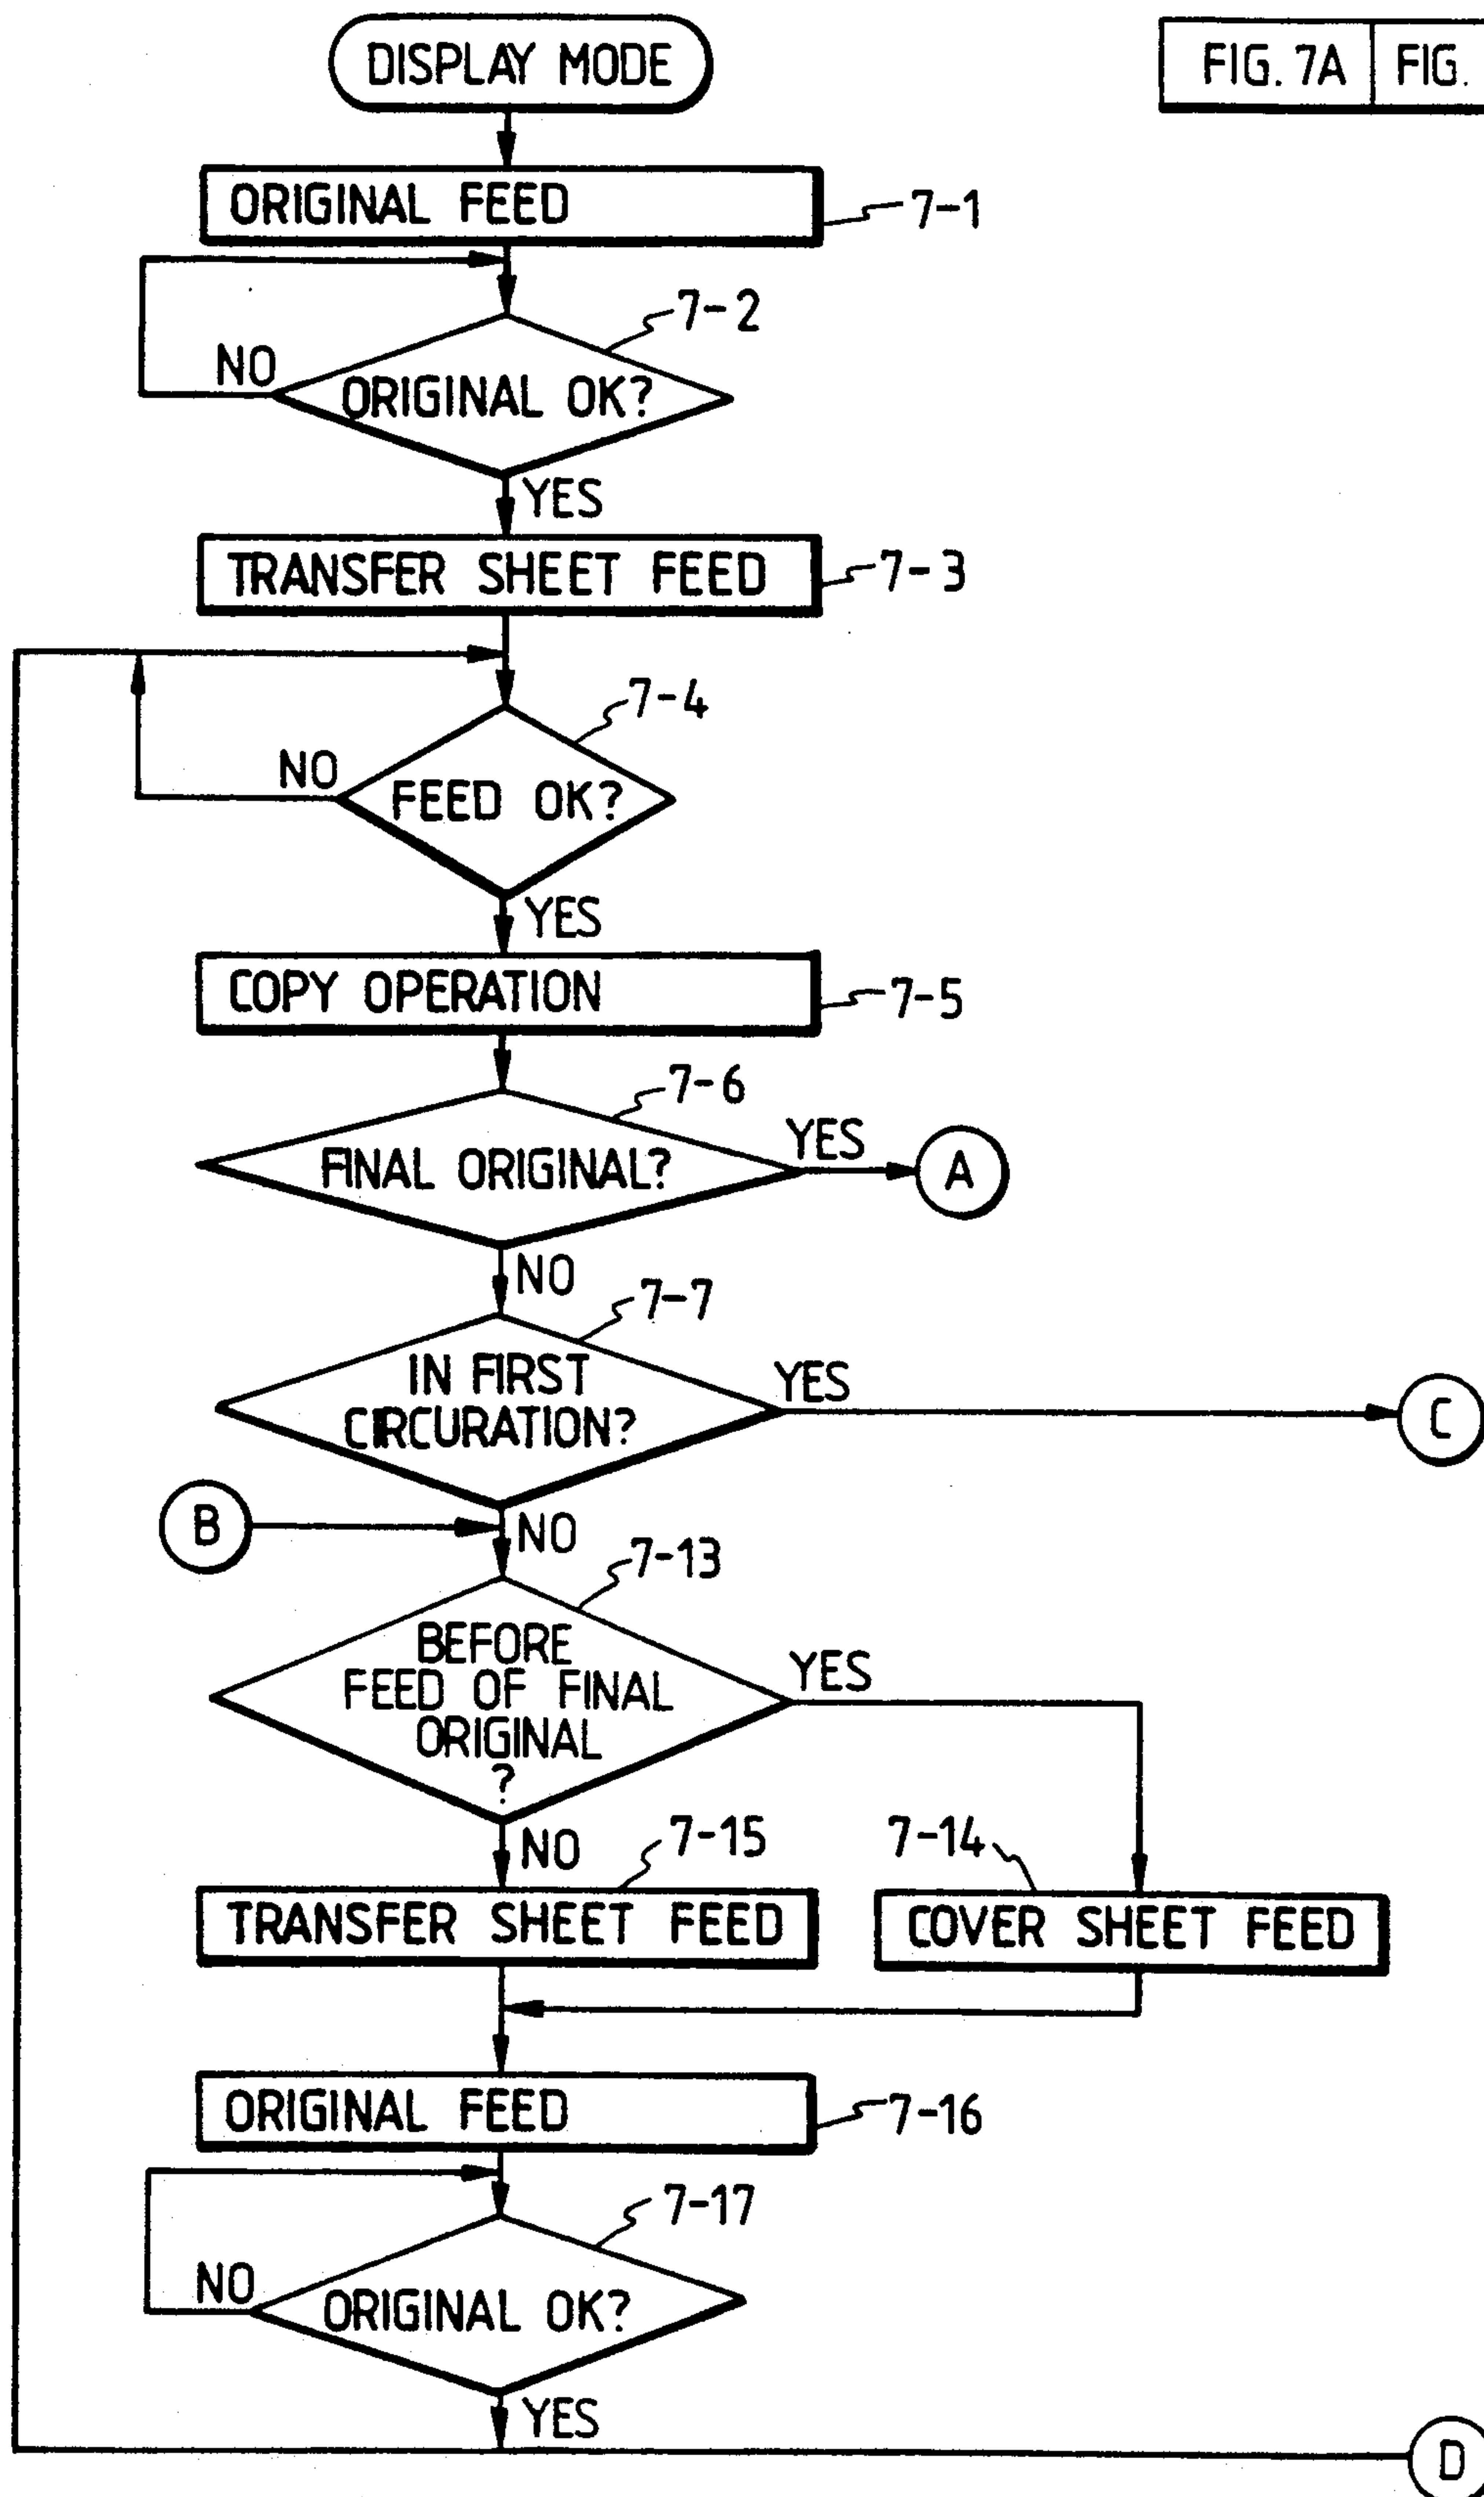 DISPLAY MODE
FIG. 7A
FIG.
ORIGINAL FEED
7-1
7-2
NO
ORIGINAL OK?
YES
TRANSFER SHEET FEED
7-3
7-4
NO
FEED OK?
YES
COPY OPERATION
7-5
7-6
FINAL ORIGINAL?
YES
A
NO
7-7
IN FIRST
CIRCURATION?
YES
C
B
NO
7-13
BEFORE
FEED OF FINAL
ORIGINAL
?
YES
NO
7-15
7-14
TRANSFER SHEET FEED
COVER SHEET FEED
ORIGINAL FEED
7-16
7-17
NO
ORIGINAL OK?
YES
D